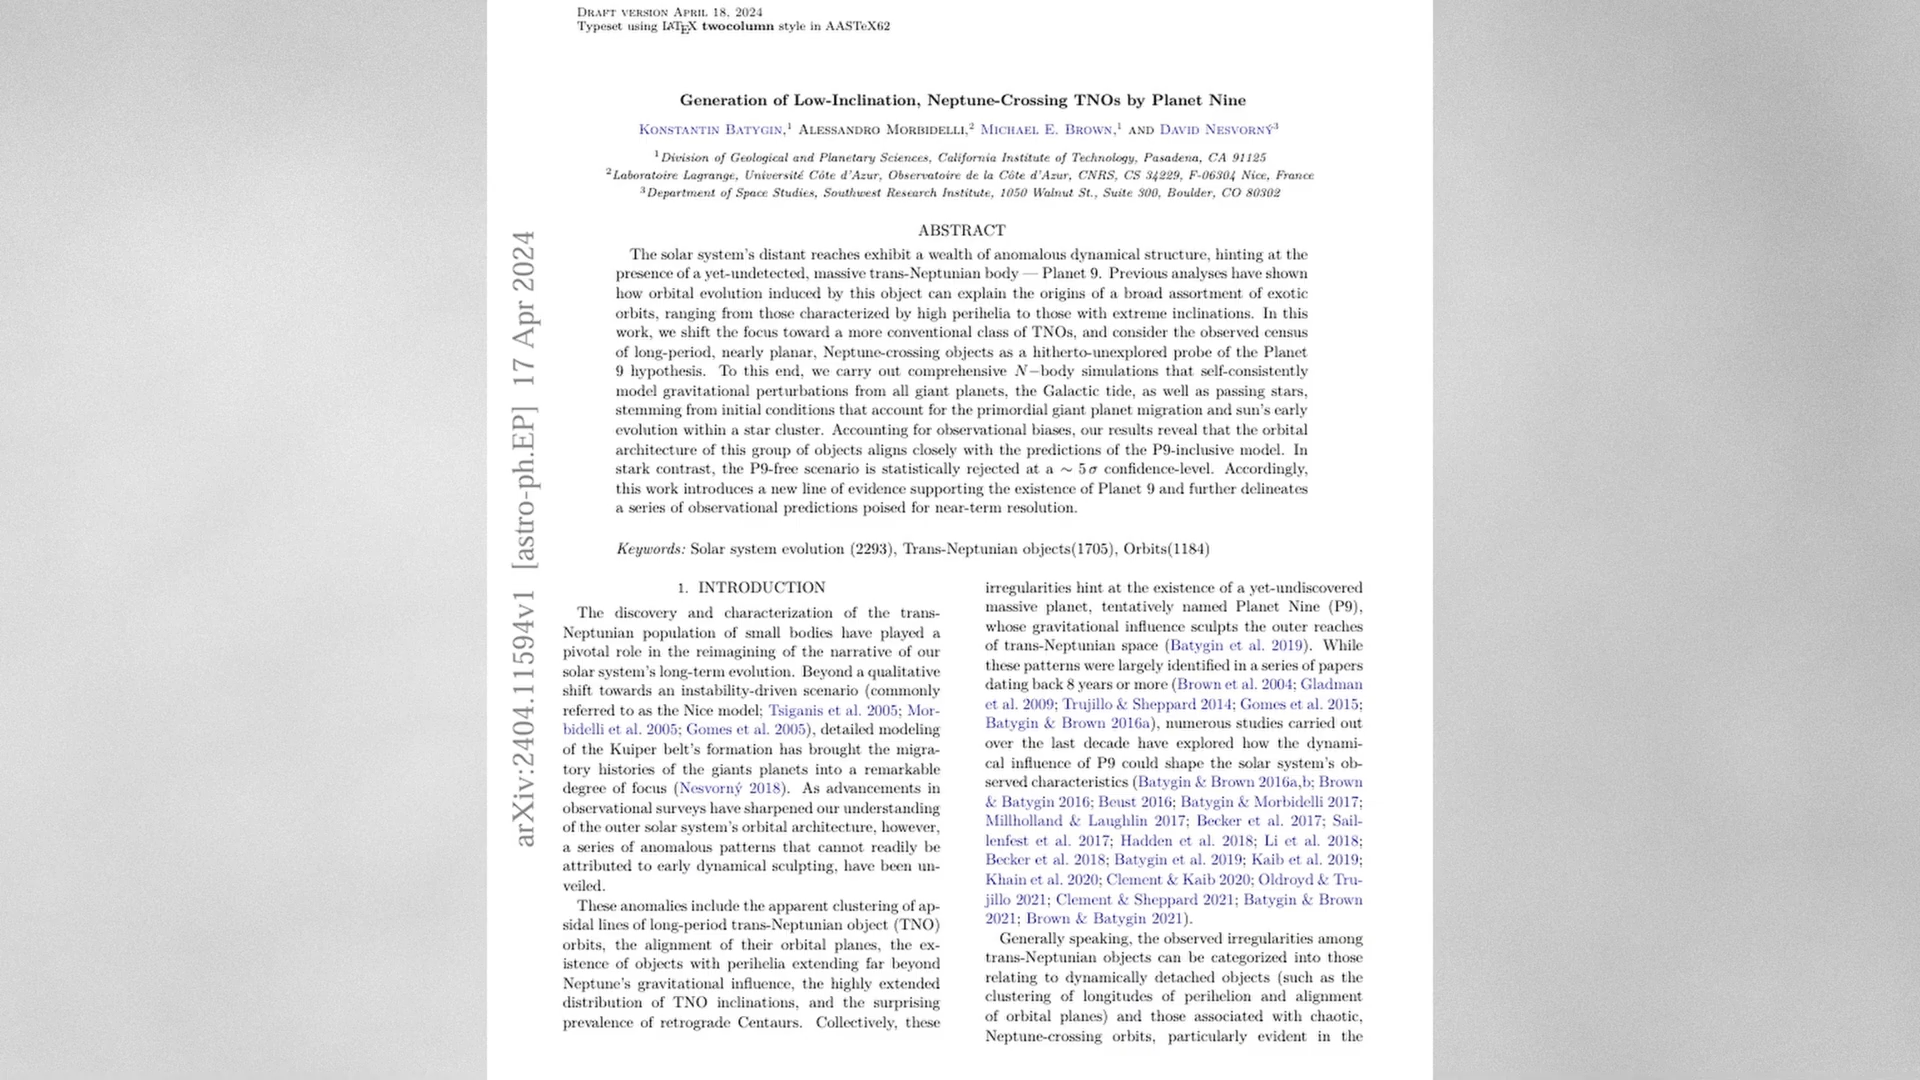 DRAFT VERSION APRIL 18, 2024
Typeset using LATEX twocolumn style in AASTeX62
Generation of Low-Inclination, Neptune-Crossing TNOs by Planet Nine
KONSTANTIN BATYGIN,1 ALESSANDRO MORBIDELLI,2 MICHAEL E. BROWN,1 AND DAVID NESVORNÝ3
1Division of Geological and Planetary Sciences, California Institute of Technology, Pasadena, CA 91125
2Laboratoire Lagrange, Université Côte d'Azur, Observatoire de la Côte d'Azur, CNRS, CS 34229, F-06304 Nice, France
3Department of Space Studies, Southwest Research Institute, 1050 Walnut St., Suite 300, Boulder, CO 80302
ABSTRACT
The solar system's distant reaches exhibit a wealth of anomalous dynamical structure, hinting at the
presence of a yet-undetected, massive trans-Neptunian body — Planet 9. Previous analyses have shown
how orbital evolution induced by this object can explain the origins of a broad assortment of exotic
orbits, ranging from those characterized by high perihelia to those with extreme inclinations. In this
work, we shift the focus toward a more conventional class of TNOs, and consider the observed census
of long-period, nearly planar, Neptune-crossing objects as a hitherto-unexplored probe of the Planet
9 hypothesis. To this end, we carry out comprehensive N−body simulations that self-consistently
model gravitational perturbations from all giant planets, the Galactic tide, as well as passing stars,
stemming from initial conditions that account for the primordial giant planet migration and sun's early
evolution within a star cluster. Accounting for observational biases, our results reveal that the orbital
architecture of this group of objects aligns closely with the predictions of the P9-inclusive model. In
stark contrast, the P9-free scenario is statistically rejected at a ∼ 5σ confidence-level. Accordingly,
this work introduces a new line of evidence supporting the existence of Planet 9 and further delineates
a series of observational predictions poised for near-term resolution.
Keywords: Solar system evolution (2293), Trans-Neptunian objects(1705), Orbits(1184)
1. INTRODUCTION
The discovery and characterization of the trans-
Neptunian population of small bodies have played a
pivotal role in the reimagining of the narrative of our
solar system's long-term evolution. Beyond a qualitative
shift towards an instability-driven scenario (commonly
referred to as the Nice model; Tsiganis et al. 2005; Mor-
bidelli et al. 2005; Gomes et al. 2005), detailed modeling
of the Kuiper belt's formation has brought the migra-
tory histories of the giants planets into a remarkable
degree of focus (Nesvorný 2018). As advancements in
observational surveys have sharpened our understanding
of the outer solar system's orbital architecture, however,
a series of anomalous patterns that cannot readily be
attributed to early dynamical sculpting, have been un-
veiled.
These anomalies include the apparent clustering of ap-
sidal lines of long-period trans-Neptunian object (TNO)
orbits, the alignment of their orbital planes, the ex-
istence of objects with perihelia extending far beyond
Neptune's gravitational influence, the highly extended
distribution of TNO inclinations, and the surprising
prevalence of retrograde Centaurs. Collectively, these
irregularities hint at the existence of a yet-undiscovered
massive planet, tentatively named Planet Nine (P9),
whose gravitational influence sculpts the outer reaches
of trans-Neptunian space (Batygin et al. 2019). While
these patterns were largely identified in a series of papers
dating back 8 years or more (Brown et al. 2004; Gladman
et al. 2009; Trujillo & Sheppard 2014; Gomes et al. 2015;
Batygin & Brown 2016a), numerous studies carried out
over the last decade have explored how the dynami-
cal influence of P9 could shape the solar system's ob-
served characteristics (Batygin & Brown 2016a,b; Brown
& Batygin 2016; Beust 2016; Batygin & Morbidelli 2017;
Millholland & Laughlin 2017; Becker et al. 2017; Sail-
lenfest et al. 2017; Hadden et al. 2018; Li et al. 2018;
Becker et al. 2018; Batygin et al. 2019; Kaib et al. 2019;
Khain et al. 2020; Clement & Kaib 2020; Oldroyd & Tru-
jillo 2021; Clement & Sheppard 2021; Batygin & Brown
2021; Brown & Batygin 2021).
Generally speaking, the observed irregularities among
trans-Neptunian objects can be categorized into those
relating to dynamically detached objects (such as the
clustering of longitudes of perihelion and alignment
of orbital planes) and those associated with chaotic,
Neptune-crossing orbits, particularly evident in the
arXiv:2404.11594v1 [astro-ph.EP] 17 Apr 2024